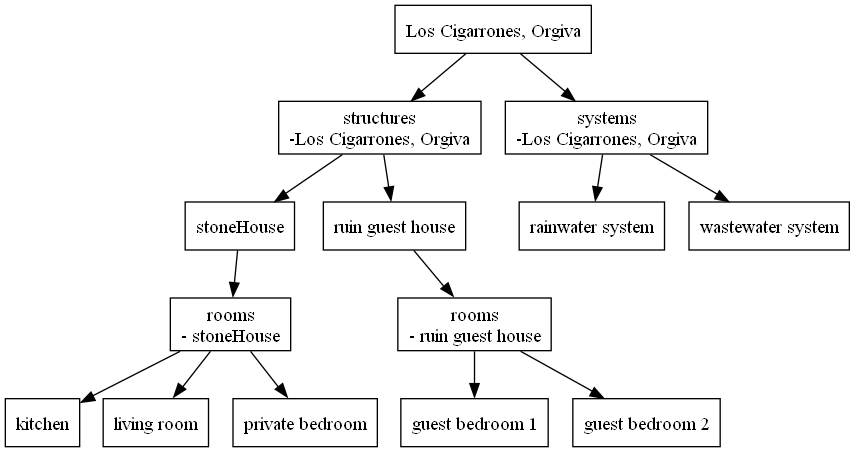 Los Cigarrones, Orgiva
structures
-Los Cigarrones, Orgiva
systems
-Los Cigarrones, Orgiva
stoneHouse
ruin guest house
rainwater system
wastewater system
rooms
- stoneHouse
rooms
- ruin guest house
kitchen
living room
private bedroom
guest bedroom 1
guest bedroom 2